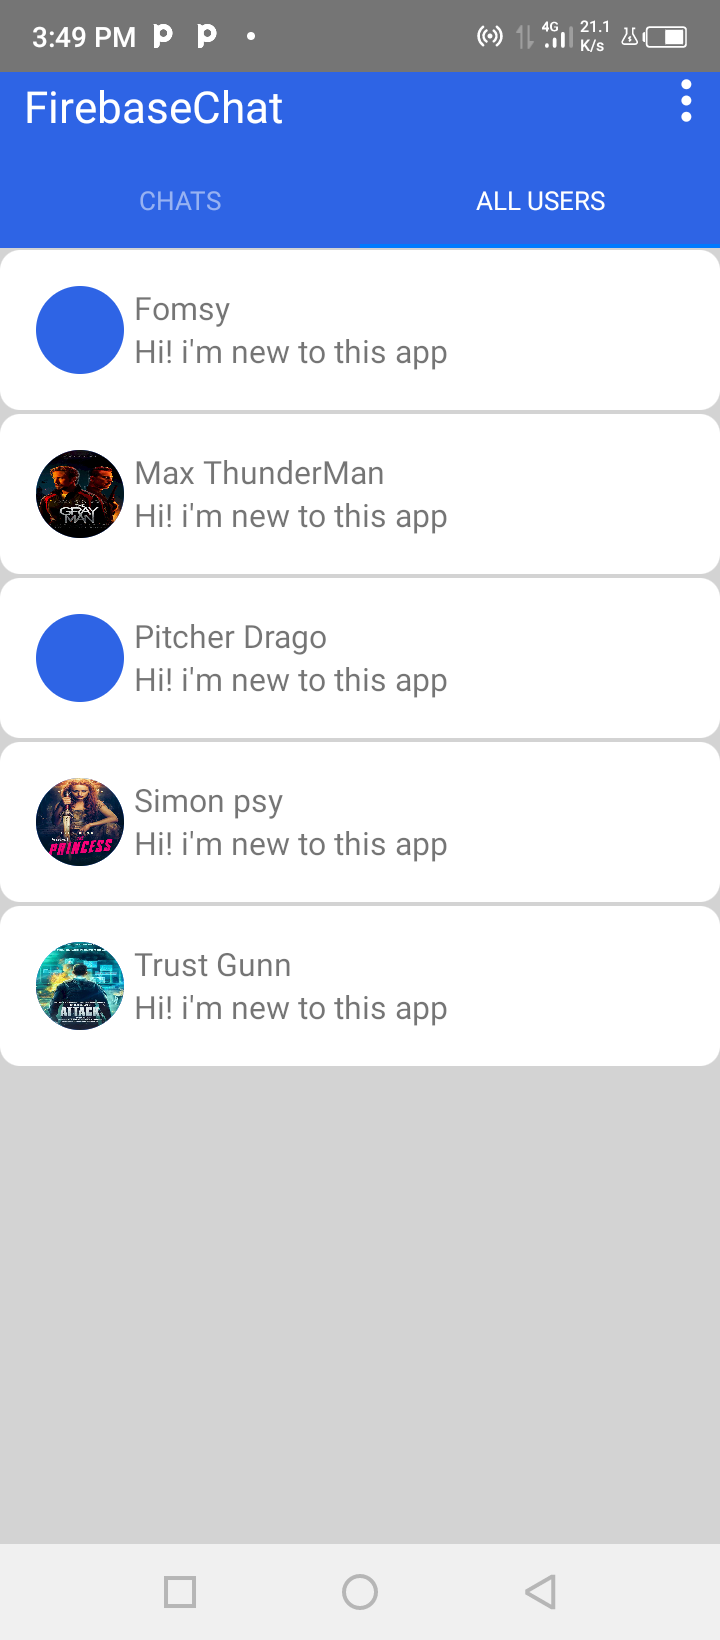 3:49 PM
4G
21.1
K/s
FirebaseChat
CHATS
ALL USERS
Fomsy
Hi! i'm new to this app
Max ThunderMan
Hi! i'm new to this app
GRAY
MAN
Pitcher Drago
Hi! i'm new to this app
Simon psy
Hi! i'm new to this app
PRINCESS
Trust Gunn
Hi! i'm new to this app
ATTACK